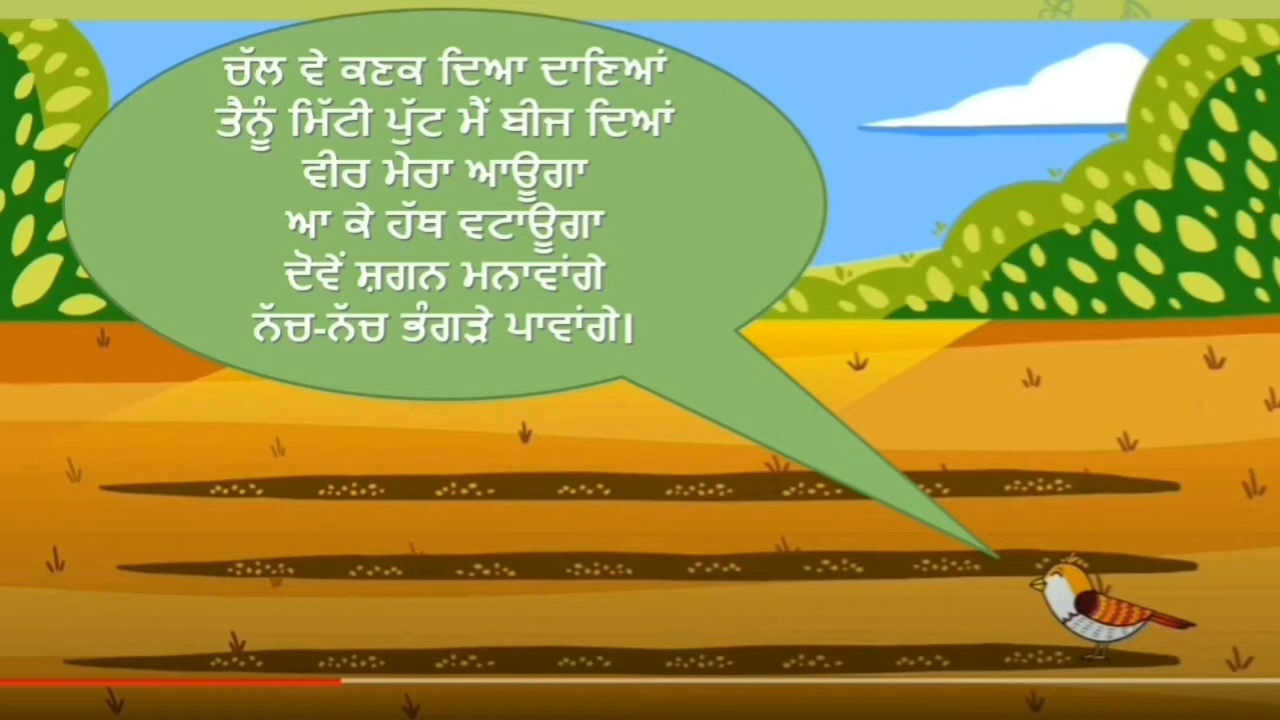 ਚੱਲ ਵੇ ਕਣਕ ਦਿਆ ਦਾਣਿਆਂ
ਤੈਨੂੰ ਮਿੱਟੀ ਪੁੱਟ ਮੈਂ ਬੀਜ ਦਿਆਂ
ਵੀਰ ਮੇਰਾ ਆਊਗਾ
ਆ ਕੇ ਹੱਥ ਵਟਾਊਗਾ
ਦੋਵੇਂ ਸ਼ਗਨ ਮਨਾਵਾਂਗੇ
ਨੱਚ-ਨੱਚ ਭੰਗੜੇ ਪਾਵਾਂਗੇ।